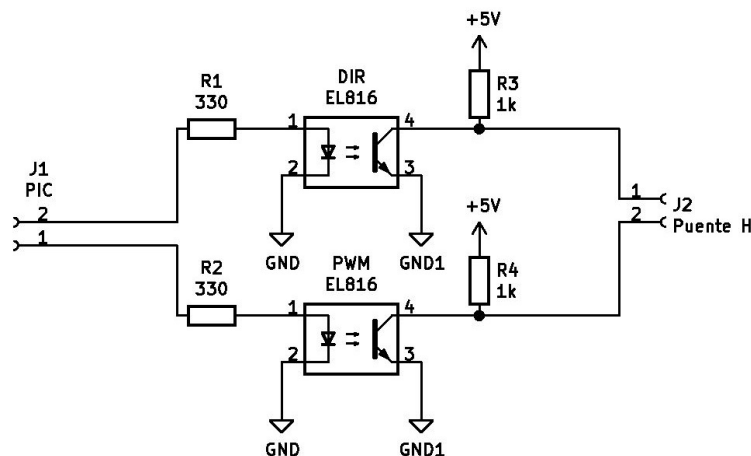 +5V
DIR
EL816
R1
330
R3
1k
1
4
2
3
J1
PIC
2
1
1
2
J2
Puente H
GND
GND1
+5V
PWM
EL816
R2
330
R4
1k
1
4
2
3
GND
GND1